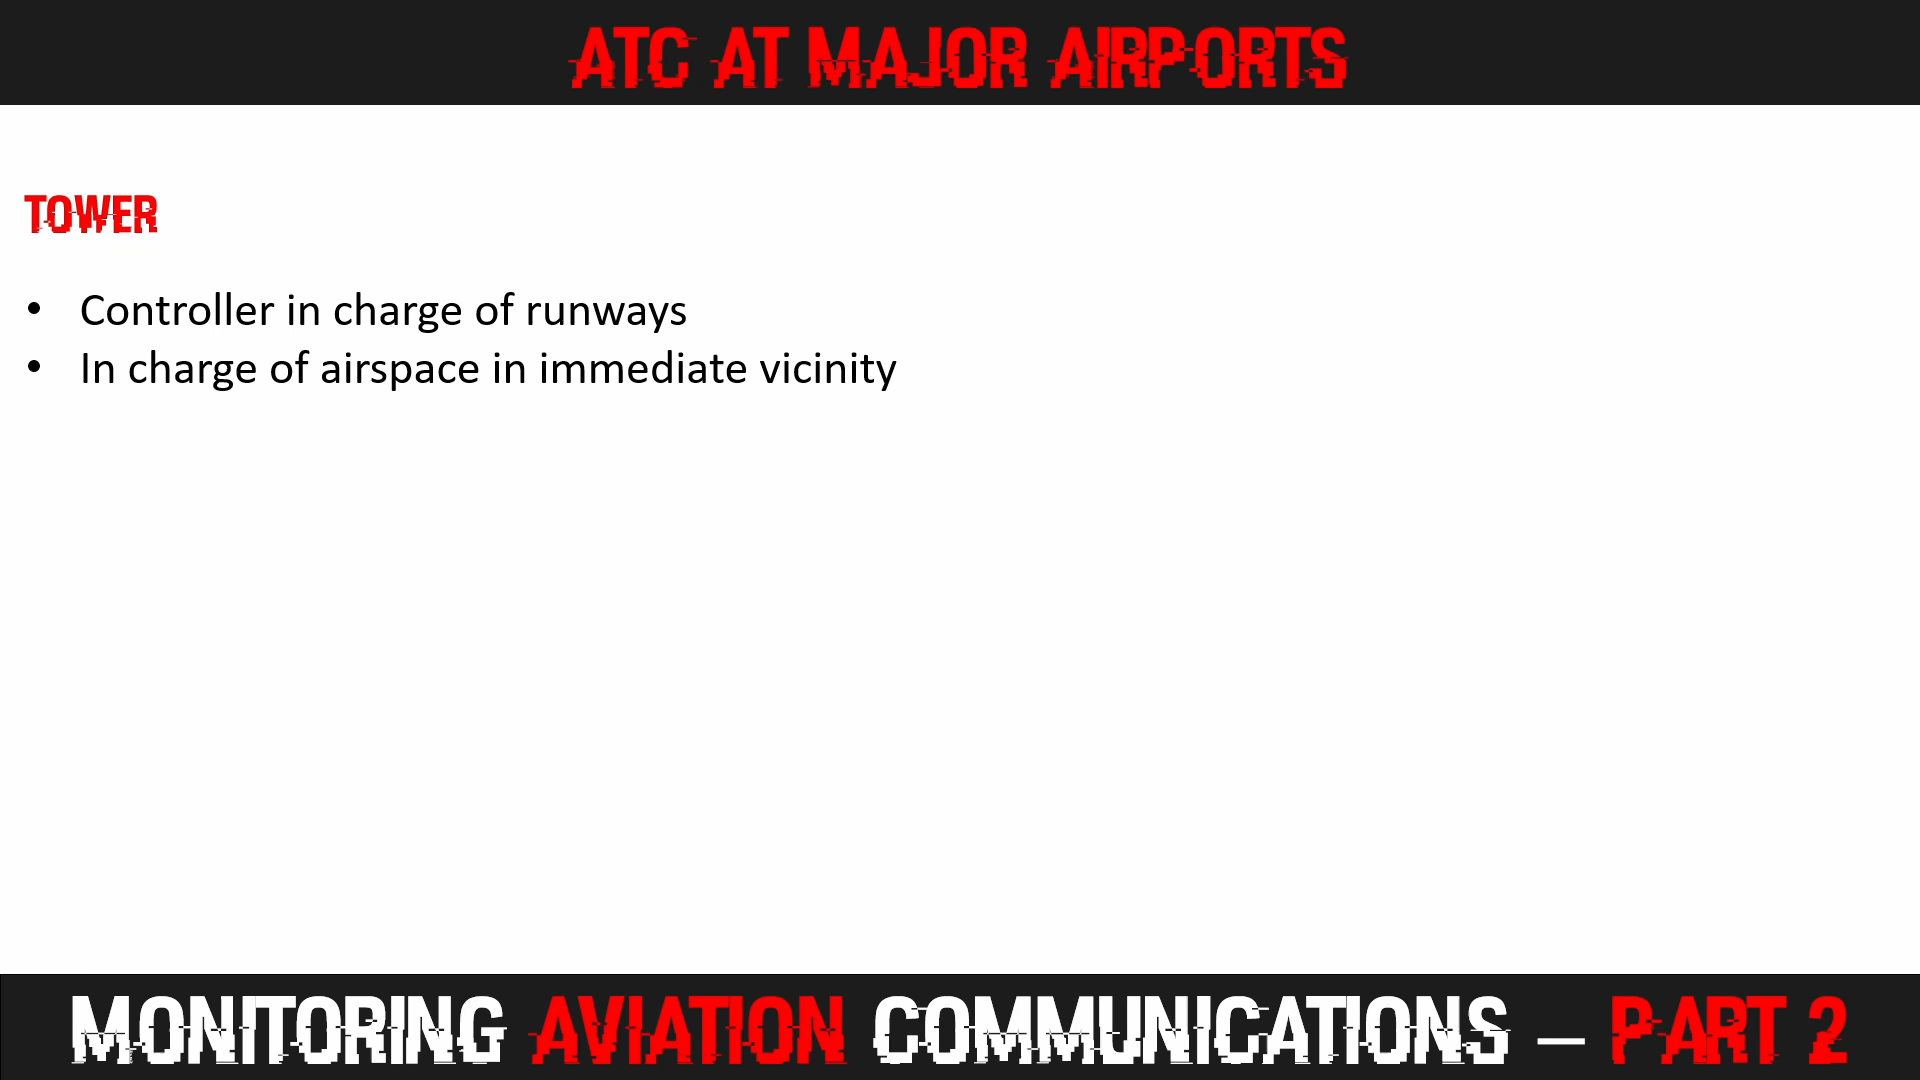 ATC AT MAJOR AIRPORTS
TOWER
• Controller in charge of runways
• In charge of airspace in immediate vicinity
MONITORING AVIATION COMMUNICATIONS – PART 2